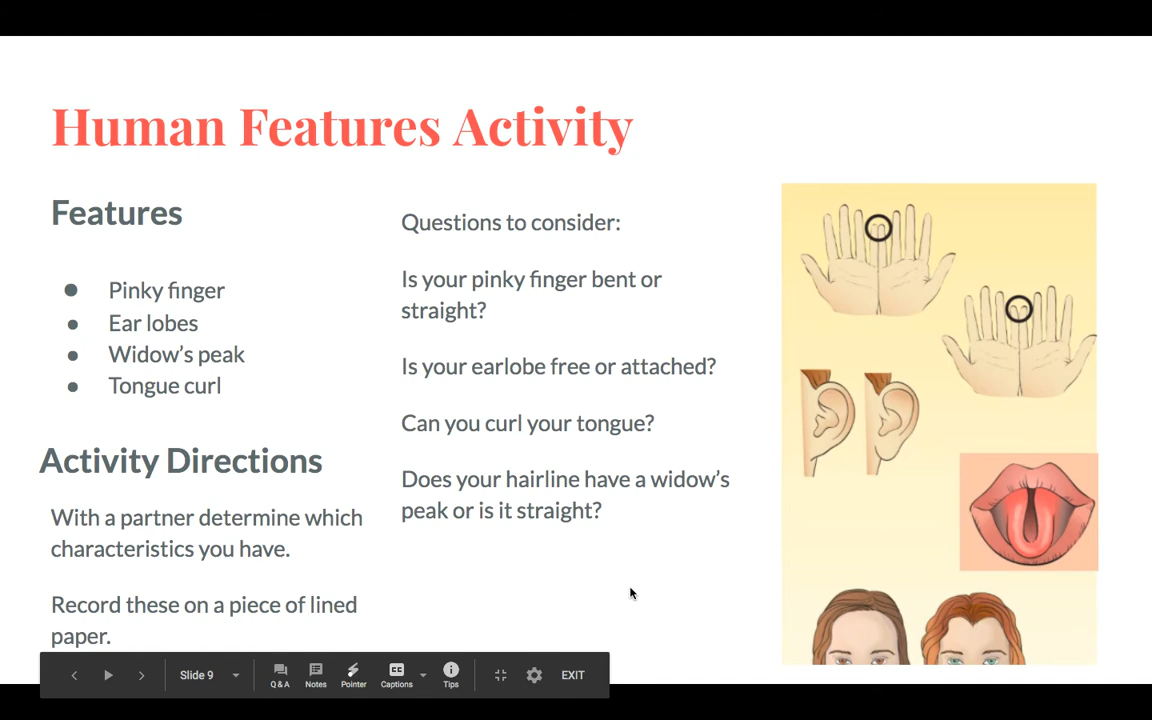 Human Features Activity
Features
● Pinky finger
● Ear lobes
● Widow's peak
● Tongue curl
Activity Directions
With a partner determine which
characteristics you have.
Record these on a piece of lined
paper.
Questions to consider:
Is your pinky finger bent or
straight?
Is your earlobe free or attached?
Can you curl your tongue?
Does your hairline have a widow's
peak or is it straight?
Slide 9
Q & A
Notes
Pointer
CC
Captions
Tips
EXIT